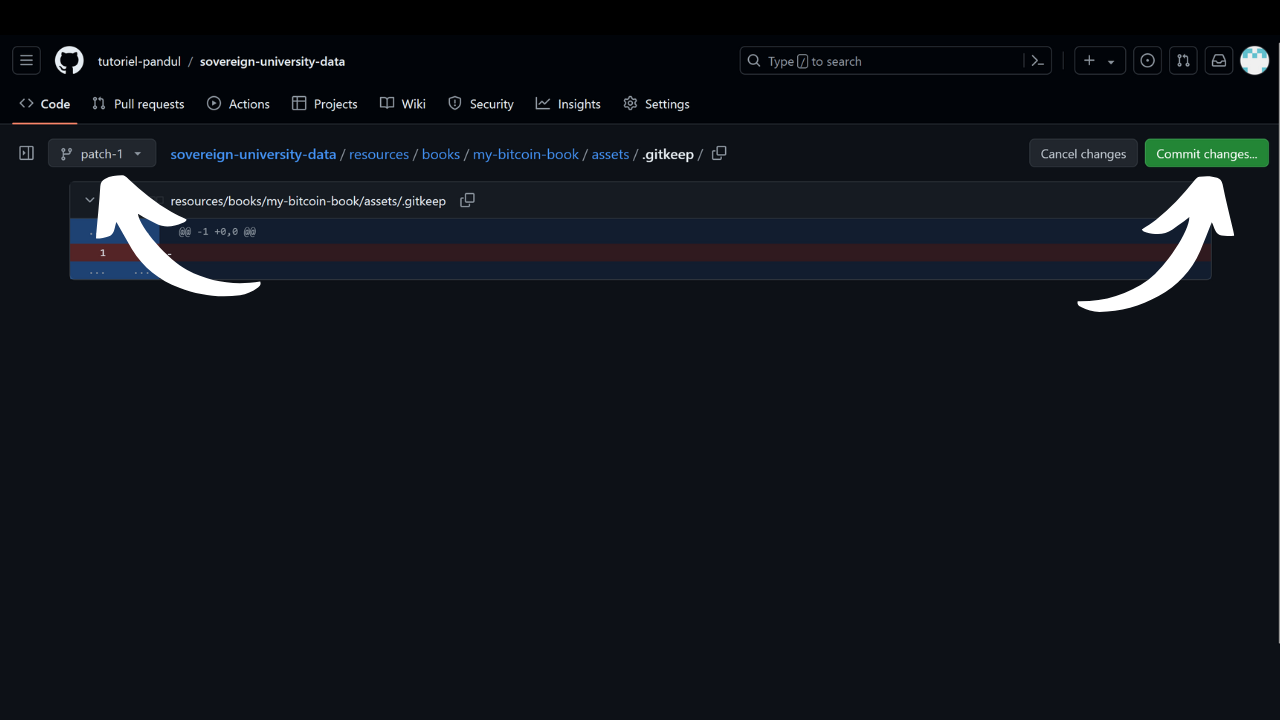 tutoriel-pandul / sovereign-university-data Type / to search
Code Pull requests Actions Projects Wiki Security Insights Settings
patch-1 sovereign-university-data / resources / books / my-bitcoin-book / assets / .gitkeep / Cancel changes Commit changes...
resources/books/my-bitcoin-book/assets/.gitkeep
@@ -1 +0,0 @@
1 -
... ...